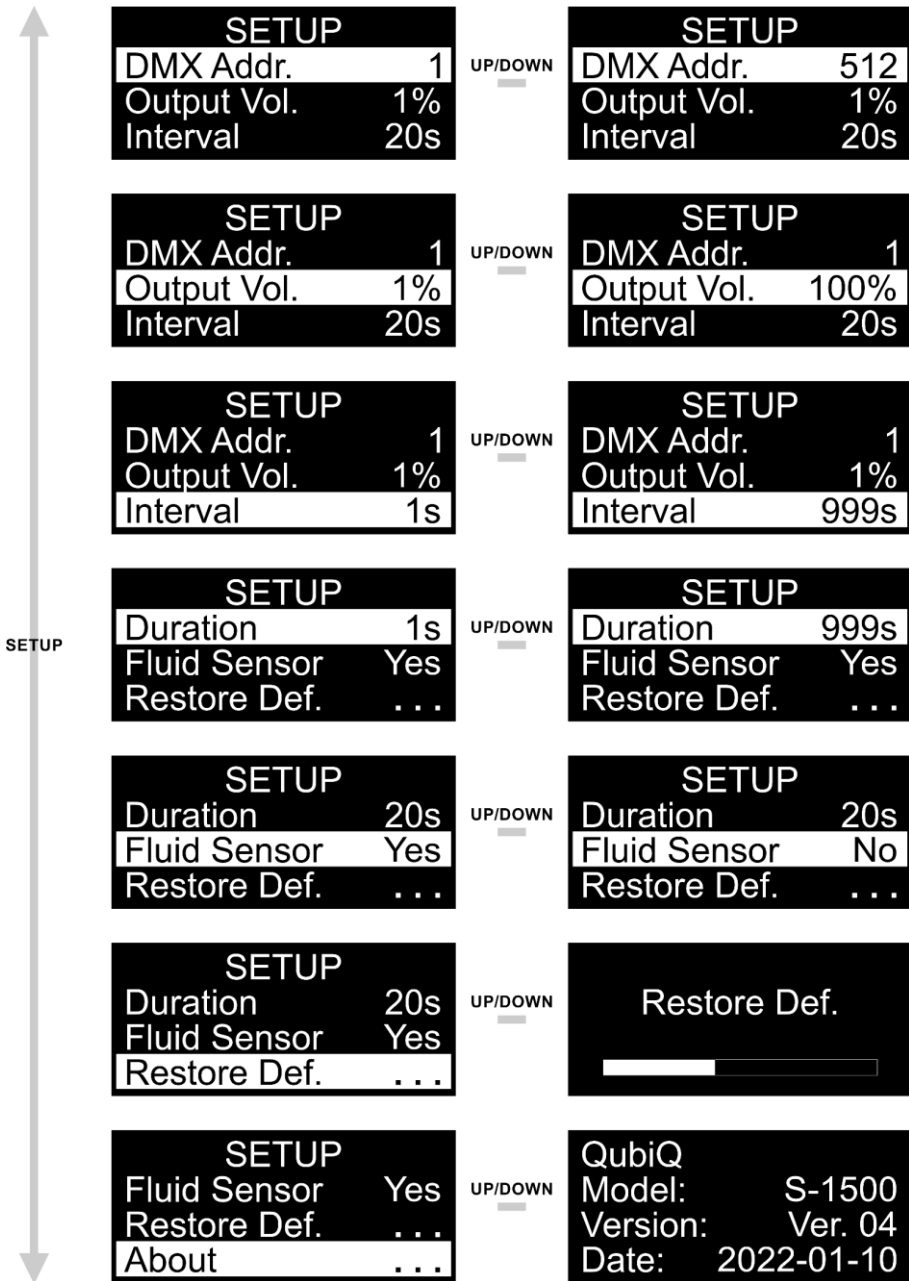 SETUP
DMX Addr. 1
Output Vol. 1%
Interval 20s
UP/DOWN
SETUP
DMX Addr. 512
Output Vol. 1%
Interval 20s
SETUP
DMX Addr. 1
Output Vol. 1%
Interval 20s
UP/DOWN
SETUP
DMX Addr. 1
Output Vol. 100%
Interval 20s
SETUP
DMX Addr. 1
Output Vol. 1%
Interval 1s
UP/DOWN
SETUP
DMX Addr. 1
Output Vol. 1%
Interval 999s
SETUP
SETUP
Duration 1s
Fluid Sensor Yes
Restore Def. ...
UP/DOWN
SETUP
Duration 999s
Fluid Sensor Yes
Restore Def. ...
SETUP
Duration 20s
Fluid Sensor Yes
Restore Def. ...
UP/DOWN
SETUP
Duration 20s
Fluid Sensor No
Restore Def. ...
SETUP
Duration 20s
Fluid Sensor Yes
Restore Def. ...
UP/DOWN
Restore Def.
SETUP
Fluid Sensor Yes
Restore Def. ...
About ...
UP/DOWN
QubiQ
Model: S-1500
Version: Ver. 04
Date: 2022-01-10